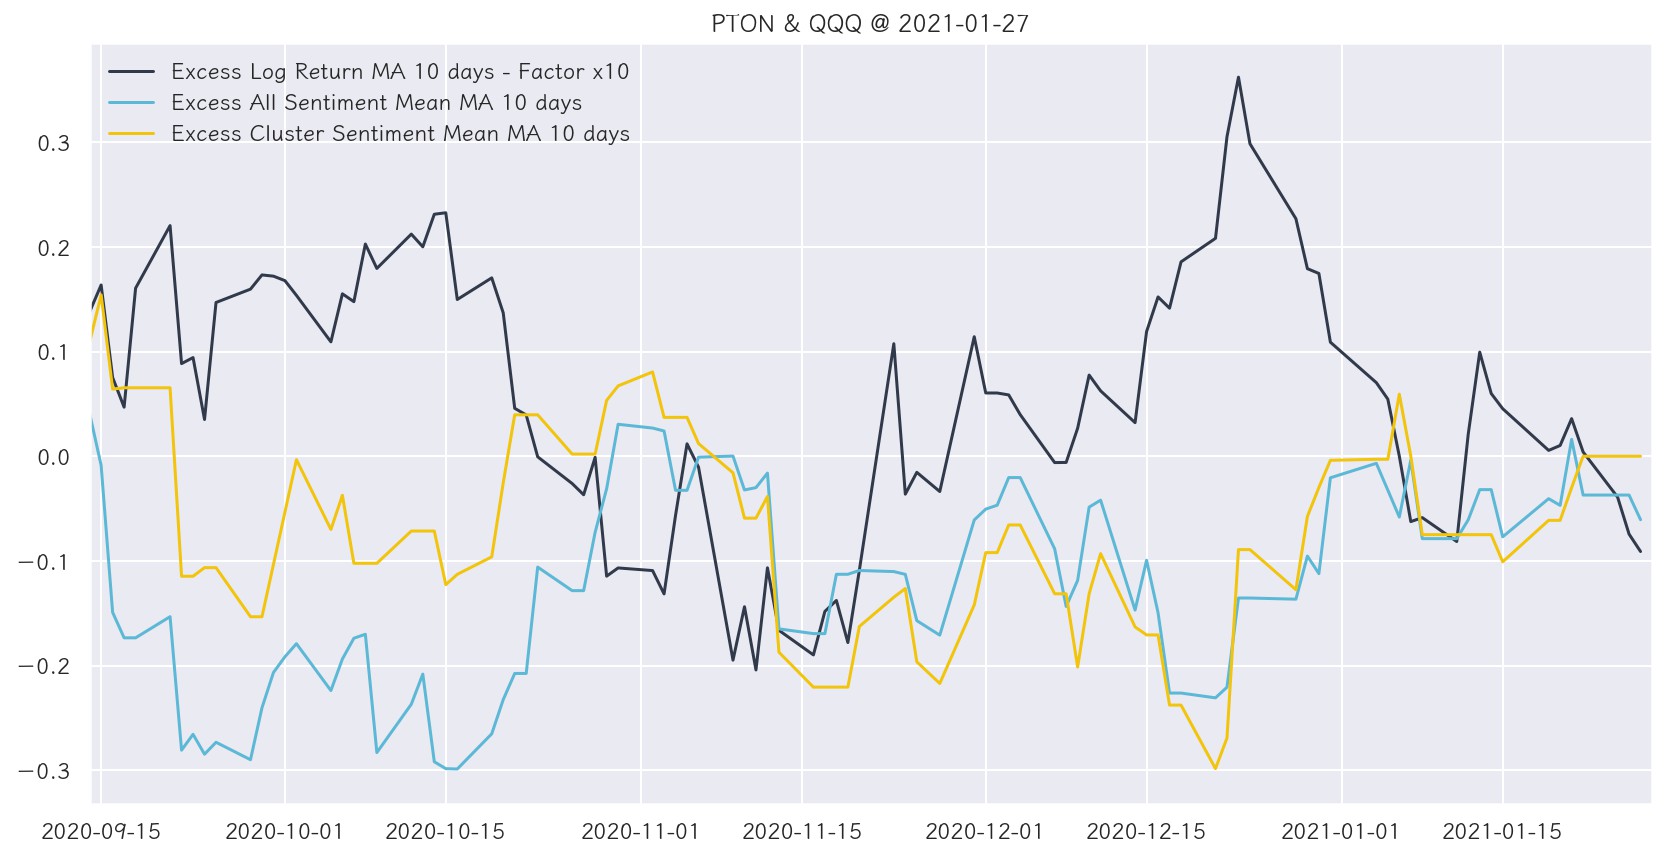 PTON & QQQ @ 2021-01-27
Excess Log Return MA 10 days - Factor x10
Excess All Sentiment Mean MA 10 days
Excess Cluster Sentiment Mean MA 10 days
0.3
0.2
0.1
0.0
−0.1
−0.2
−0.3
2020-09-15 2020-10-01 2020-10-15 2020-11-01 2020-11-15 2020-12-01 2020-12-15 2021-01-01 2021-01-15